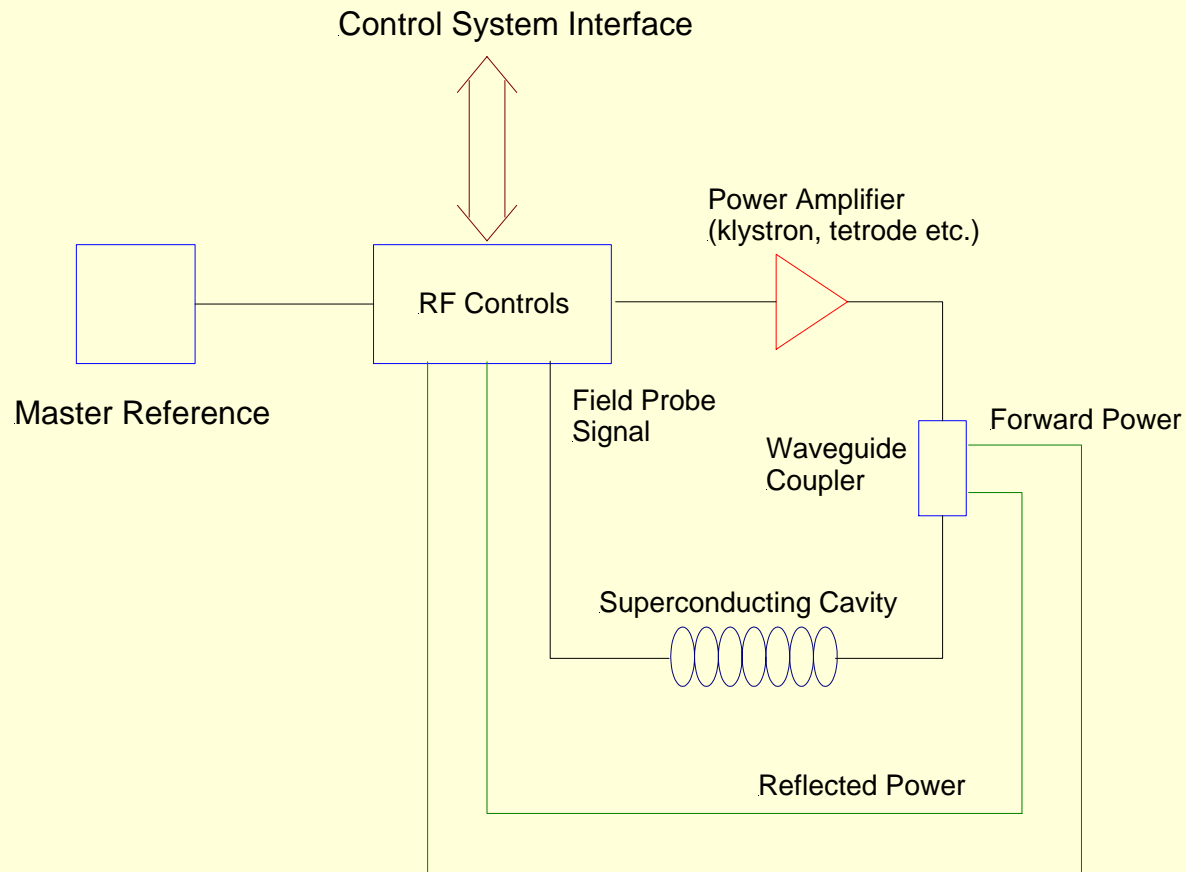 Control System Interface
Power Amplifier
(klystron, tetrode etc.)
RF Controls
Master Reference
Field Probe
Signal
Forward Power
Waveguide
Coupler
Superconducting Cavity
Reflected Power